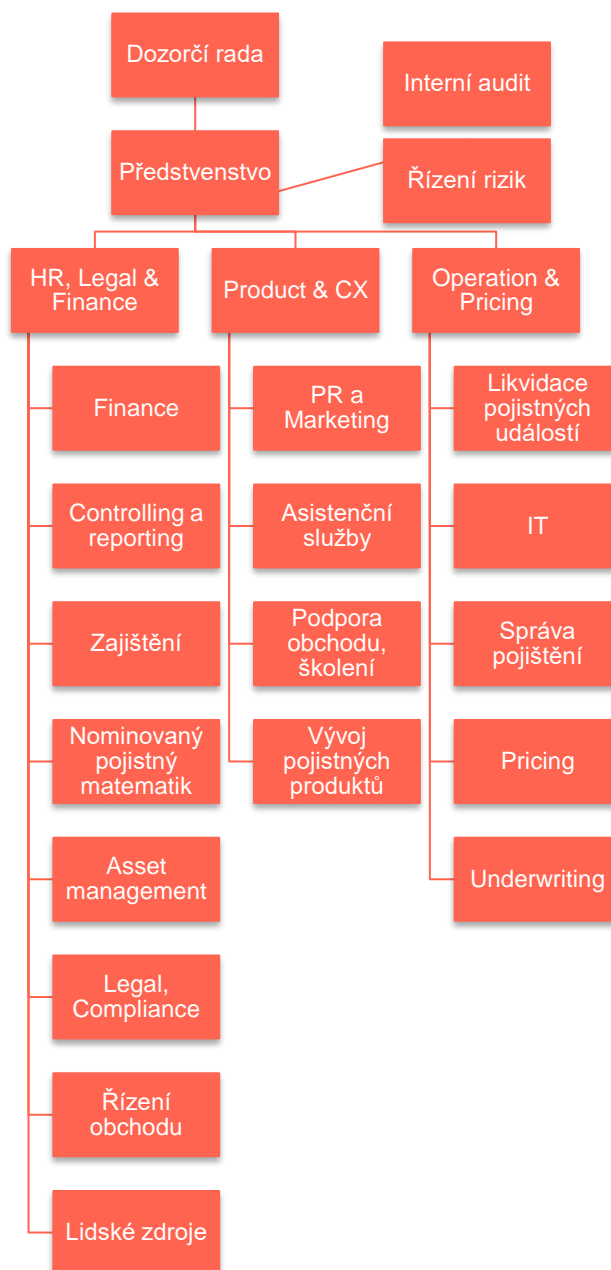 Dozorčí rada
Interní audit
Předstvenstvo
Řízení rizik
HR, Legal &
Finance
Product & CX
Operation &
Pricing
Finance
Controlling a
reporting
Zajištění
Nominovaný
pojistný
matematik
Asset
management
Legal,
Compliance
Řízení
obchodu
Lidské zdroje
PR a
Marketing
Asistenční
služby
Podpora
obchodu,
školení
Vývoj
pojistných
produktů
Likvidace
pojistných
událostí
IT
Správa
pojištění
Pricing
Underwriting